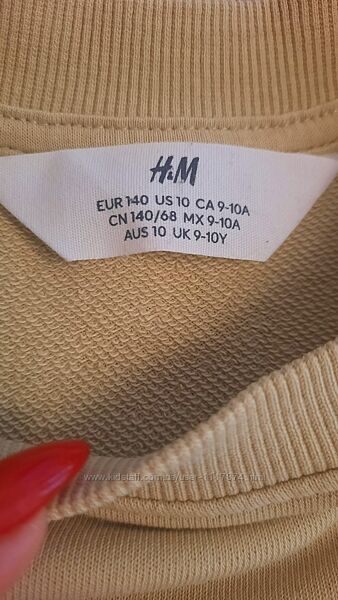 H&M
EUR 140 US 10 CA 9-10A
CN 140/68 MX 9-10A
AUS 10 UK 9-10Y